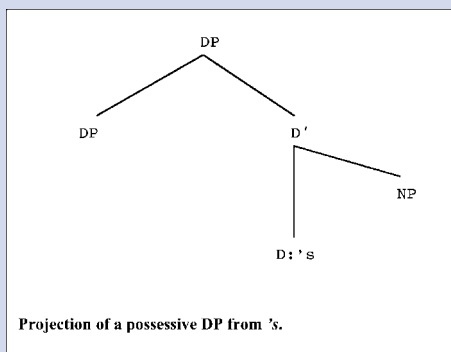 DP
DP D'
NP
D:'s
Projection of a possessive DP from 's.